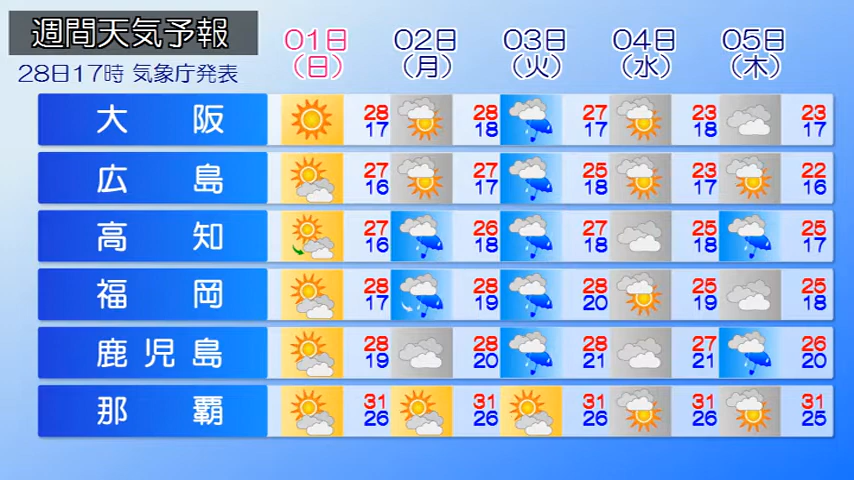 週間天気予報
28日17時 気象庁発表
01日 02日 03日 04日 05日
(日) (月) (火) (水) (木)
大阪 28 17 28 18 27 17 23 18 23 17
広島 27 16 27 17 25 18 23 17 22 16
高知 27 16 26 18 27 18 25 18 25 17
福岡 28 17 28 19 28 20 25 19 25 18
鹿児島 28 19 28 20 28 21 27 21 26 20
那覇 31 26 31 26 31 26 31 26 31 25